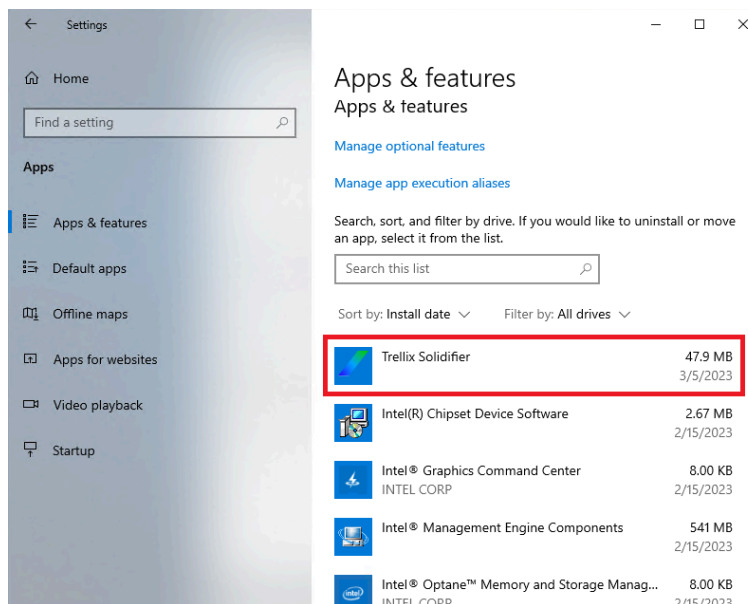 Settings
Home
Find a setting
Apps
Apps & features
Default apps
Offline maps
Apps for websites
Video playback
Startup
Apps & features
Apps & features
Manage optional features
Manage app execution aliases
Search, sort, and filter by drive. If you would like to uninstall or move
an app, select it from the list.
Search this list
Sort by: Install date Filter by: All drives
Trellix Solidifier 47.9 MB
3/5/2023
Intel(R) Chipset Device Software 2.67 MB
2/15/2023
Intel® Graphics Command Center 8.00 KB
INTEL CORP 2/15/2023
Intel® Management Engine Components 541 MB
2/15/2023
Intel® Optane™ Memory and Storage Manag... 8.00 KB
INTEL CORP 2/15/2023